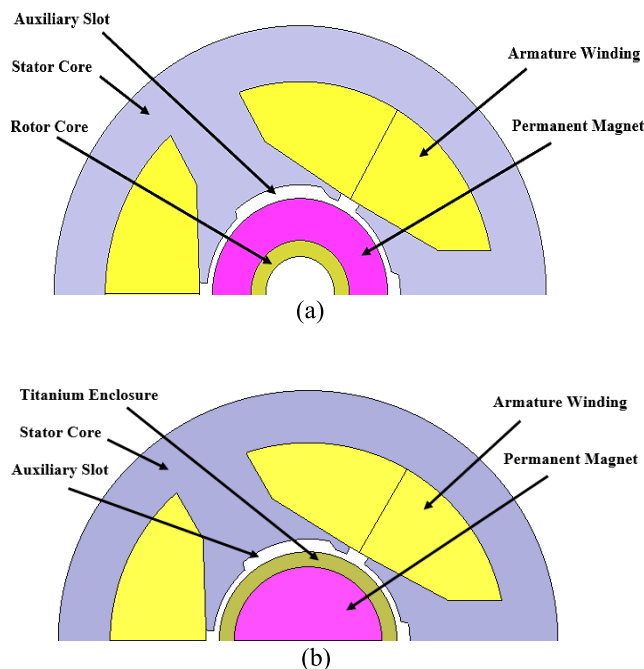 Auxiliary Slot
Armature Winding
Stator Core
Rotor Core
Permanent Magnet
(a)
Titanium Enclosure
Armature Winding
Stator Core
Permanent Magnet
Auxiliary Slot
(b)